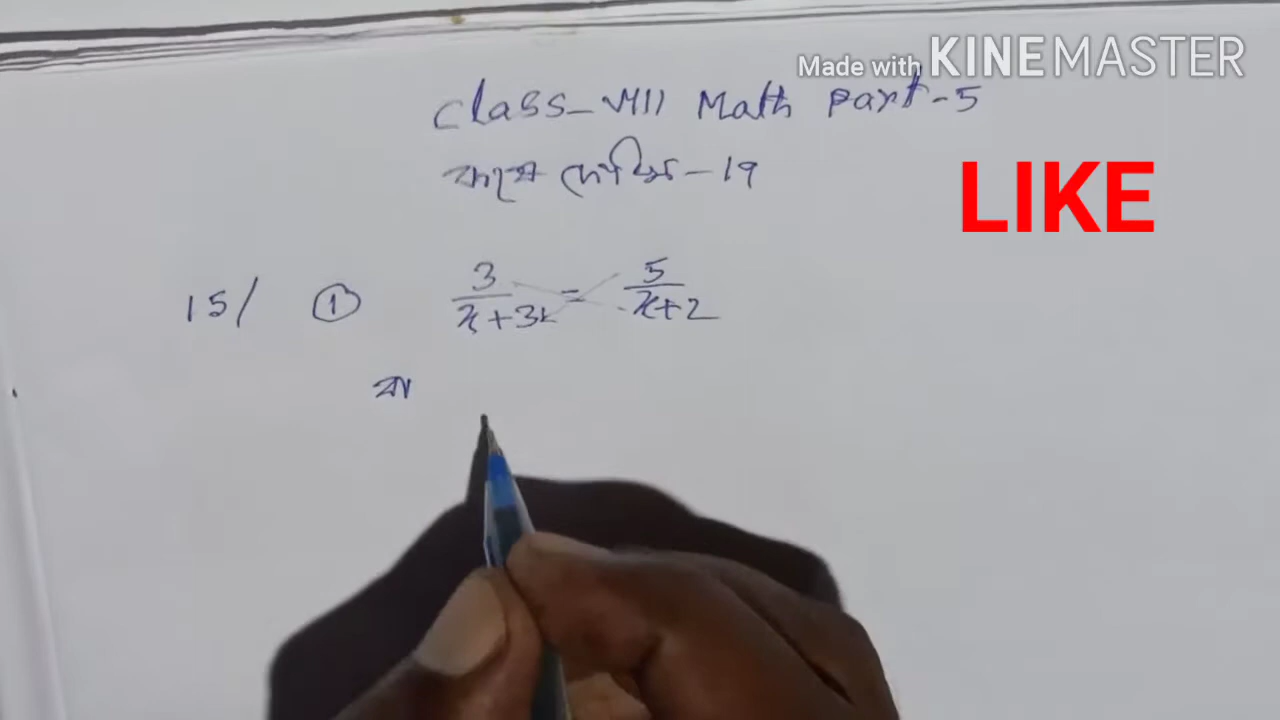 Made with KINEMASTER
Class-VIII Math Part-5
কষে দেখি-19
LIKE
15/ ① 3/(x+3) = 5/(x+2)
বা